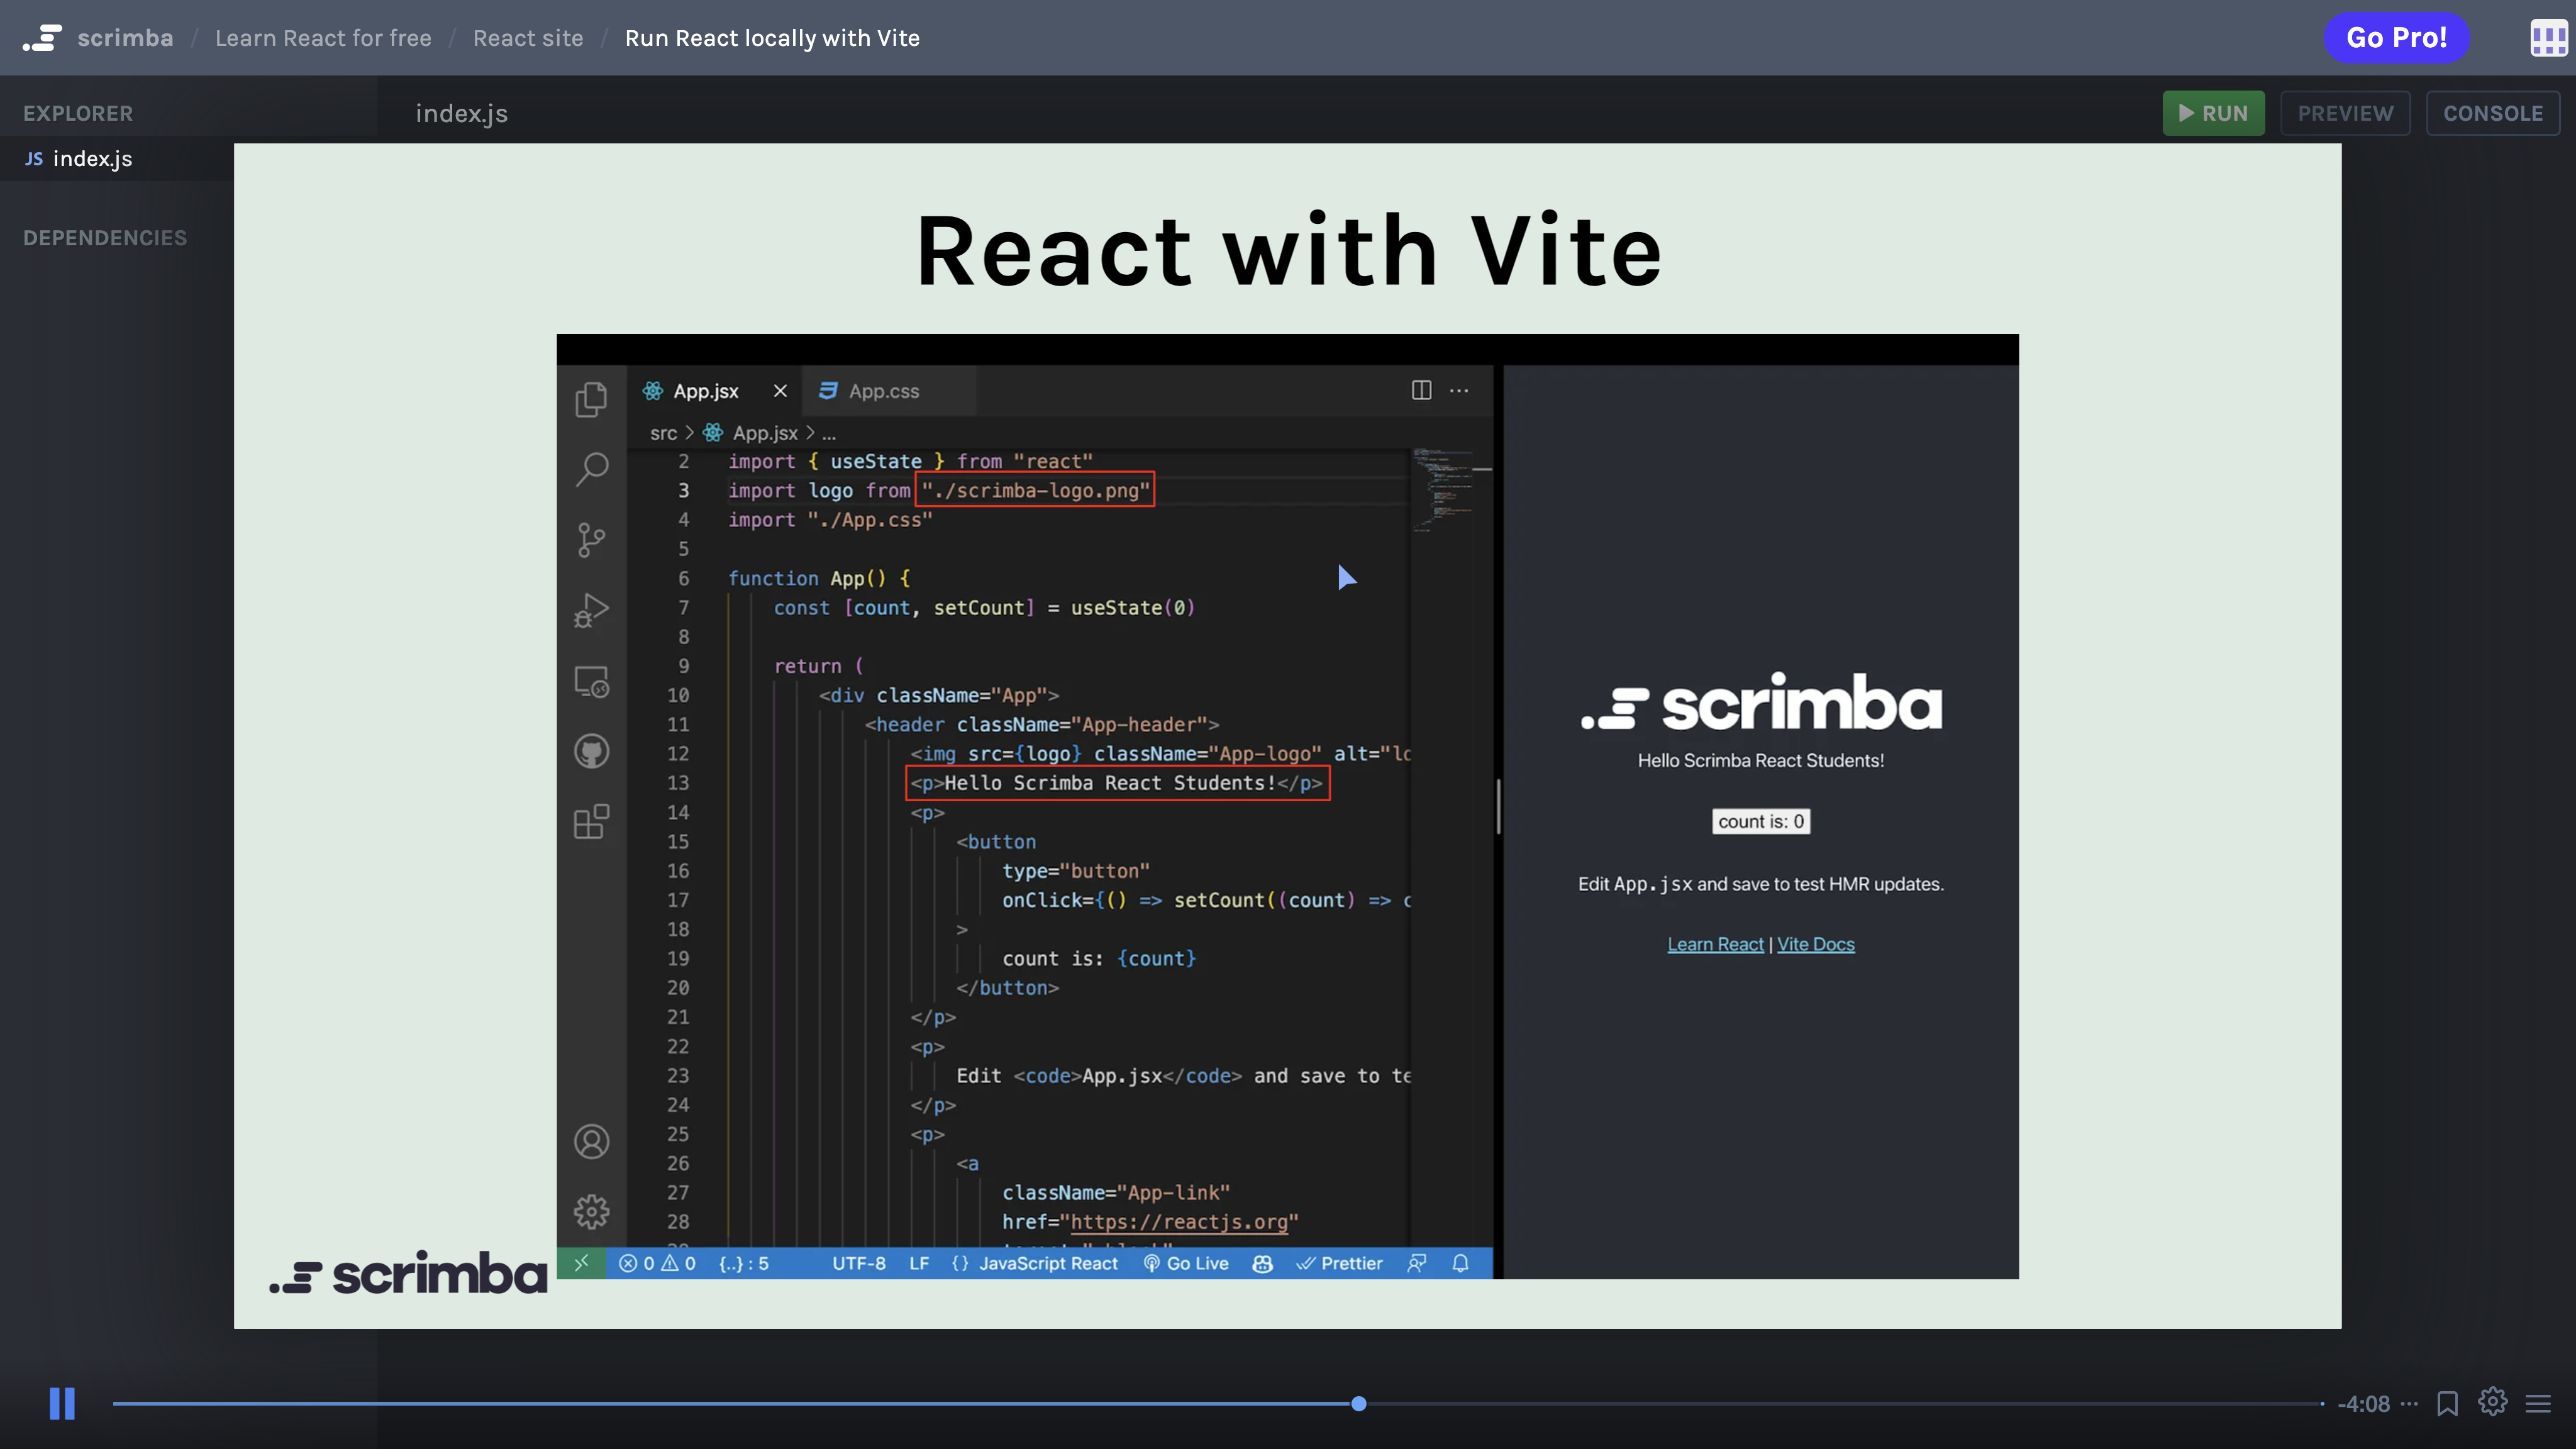 scrimba / Learn React for free / React site / Run React locally with Vite
Go Pro!
EXPLORER
index.js
RUN
PREVIEW
CONSOLE
JS index.js
DEPENDENCIES
React with Vite
App.jsx
App.css
src > App.jsx > ...
2 import { useState } from "react"
3 import logo from "./scrimba-logo.png"
4 import "./App.css"
5
6 function App() {
7 const [count, setCount] = useState(0)
8
9 return (
10 <div className="App">
11 <header className="App-header">
12 <img src={logo} className="App-logo" alt="lo
13 <p>Hello Scrimba React Students!</p>
14 <p>
15 <button
16 type="button"
17 onClick={() => setCount((count) => c
18 >
19 count is: {count}
20 </button>
21 </p>
22 <p>
23 Edit <code>App.jsx</code> and save to te
24 </p>
25 <p>
26 <a
27 className="App-link"
28 href="https://reactjs.org"
0 0 {..} : 5 UTF-8 LF {} JavaScript React Go Live Prettier
scrimba
Hello Scrimba React Students!
count is: 0
Edit App.jsx and save to test HMR updates.
Learn React | Vite Docs
scrimba
-4:08